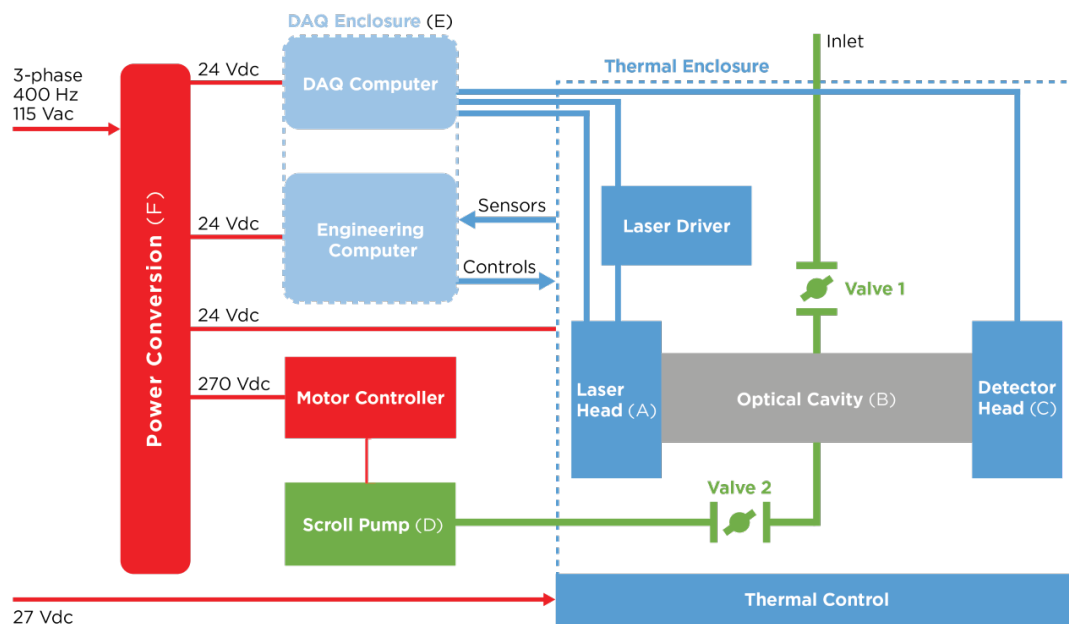 DAQ Enclosure (E)
Inlet
3-phase
400 Hz
115 Vac
24 Vdc
DAQ Computer
Thermal Enclosure
Power Conversion (F)
24 Vdc
Engineering
Computer
Sensors
Controls
Laser Driver
Valve 1
24 Vdc
270 Vdc
Motor Controller
Laser
Head (A)
Optical Cavity (B)
Detector
Head (C)
Scroll Pump (D)
Valve 2
27 Vdc
Thermal Control